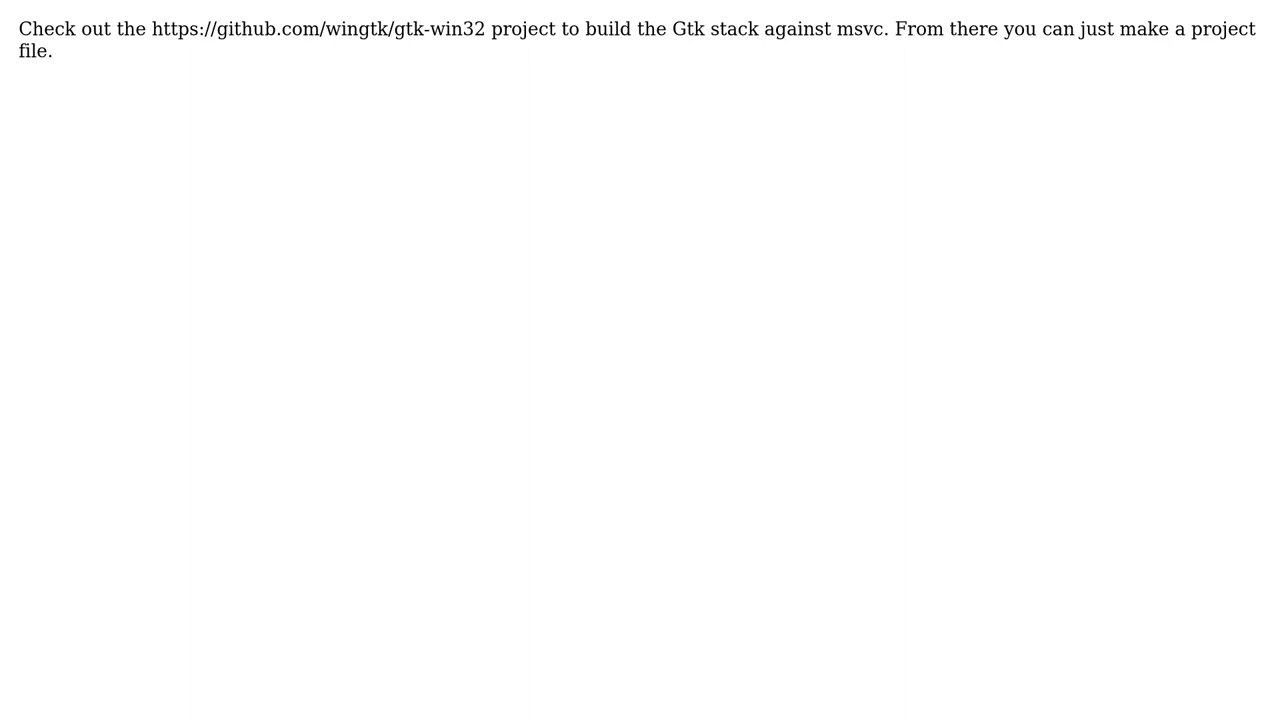 Check out the https://github.com/wingtk/gtk-win32 project to build the Gtk stack against msvc. From there you can just make a project
file.